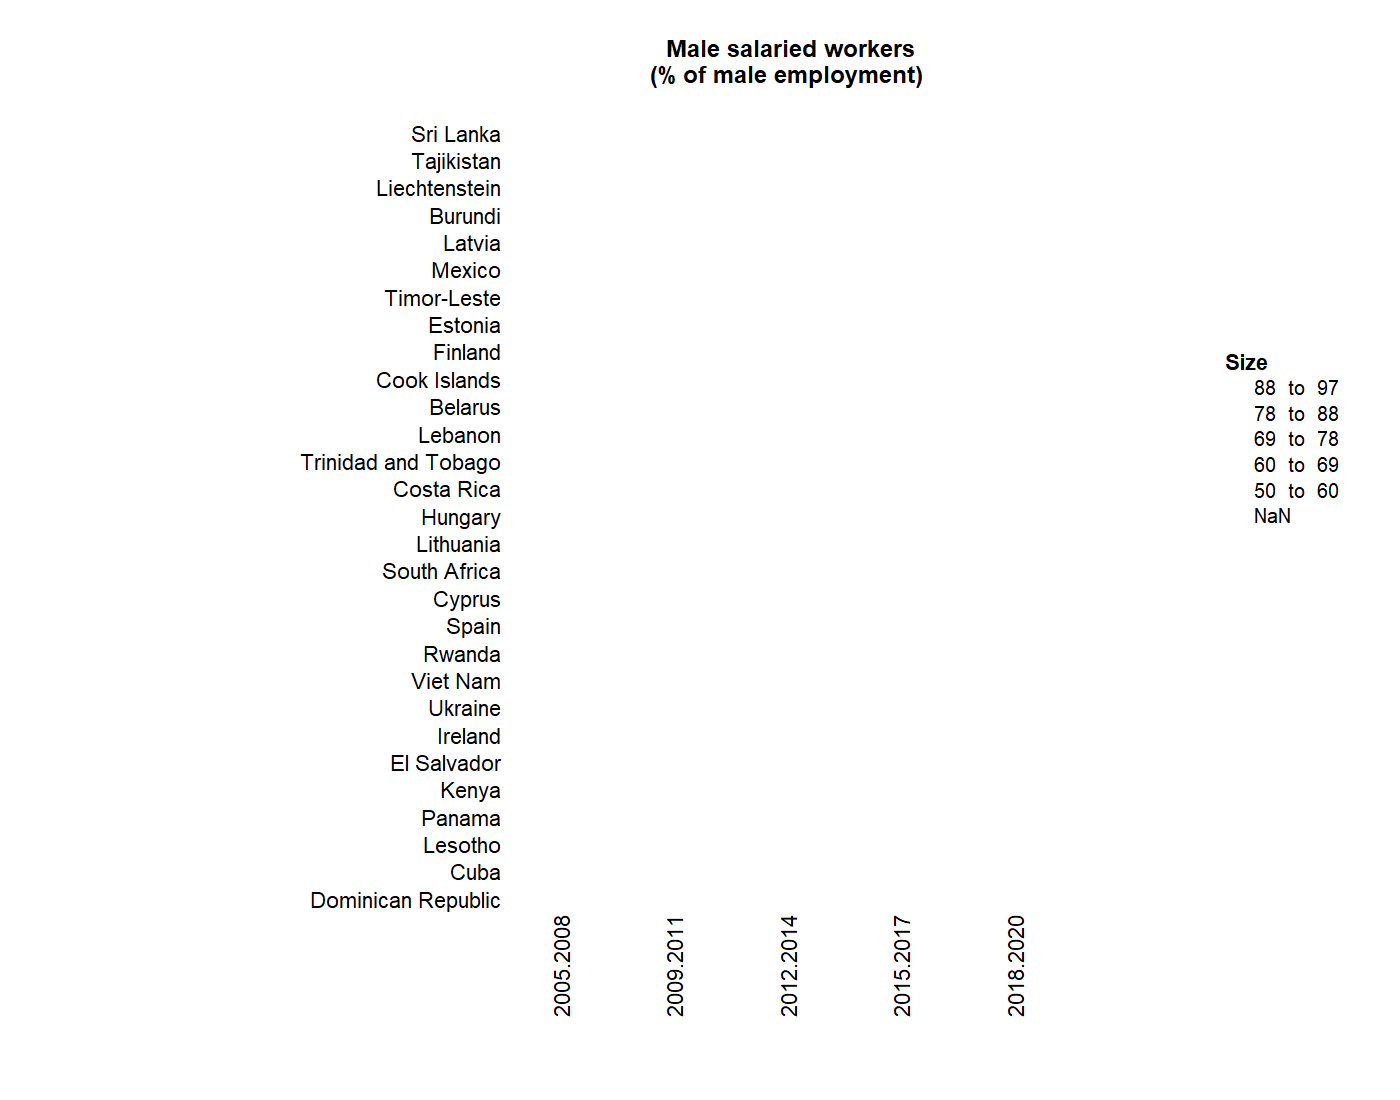 Male salaried workers
(% of male employment)
Sri Lanka
Tajikistan
Liechtenstein
Burundi
Latvia
Mexico
Timor-Leste
Estonia
Finland
Cook Islands
Belarus
Lebanon
Trinidad and Tobago
Costa Rica
Hungary
Lithuania
South Africa
Cyprus
Spain
Rwanda
Viet Nam
Ukraine
Ireland
El Salvador
Kenya
Panama
Lesotho
Cuba
Dominican Republic
2005.2008
2009.2011
2012.2014
2015.2017
2018.2020
Size
88 to 97
78 to 88
69 to 78
60 to 69
50 to 60
NaN